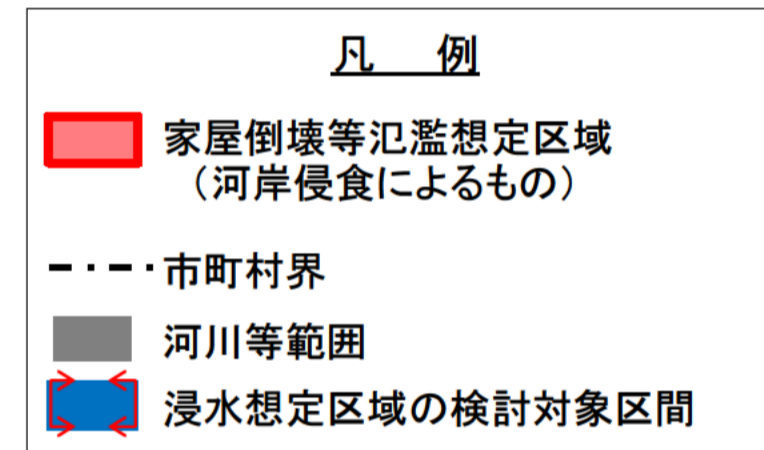 凡 例
家屋倒壊等氾濫想定区域
（河岸侵食によるもの）
市町村界
河川等範囲
浸水想定区域の検討対象区間